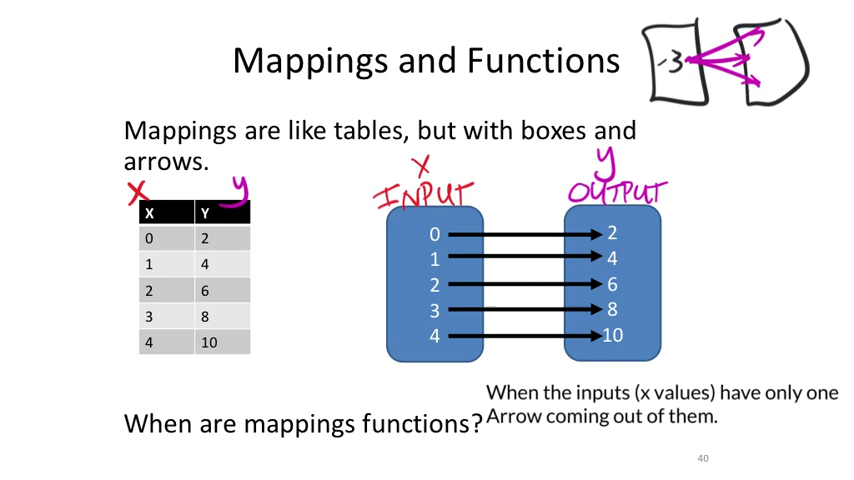 Mappings and Functions
-3
Mappings are like tables, but with boxes and
arrows.
x y
X Y
0 2
1 4
2 6
3 8
4 10
x y
INPUT OUTPUT
0 2
1 4
2 6
3 8
4 10
When are mappings functions?
When the inputs (x values) have only one
Arrow coming out of them.
40